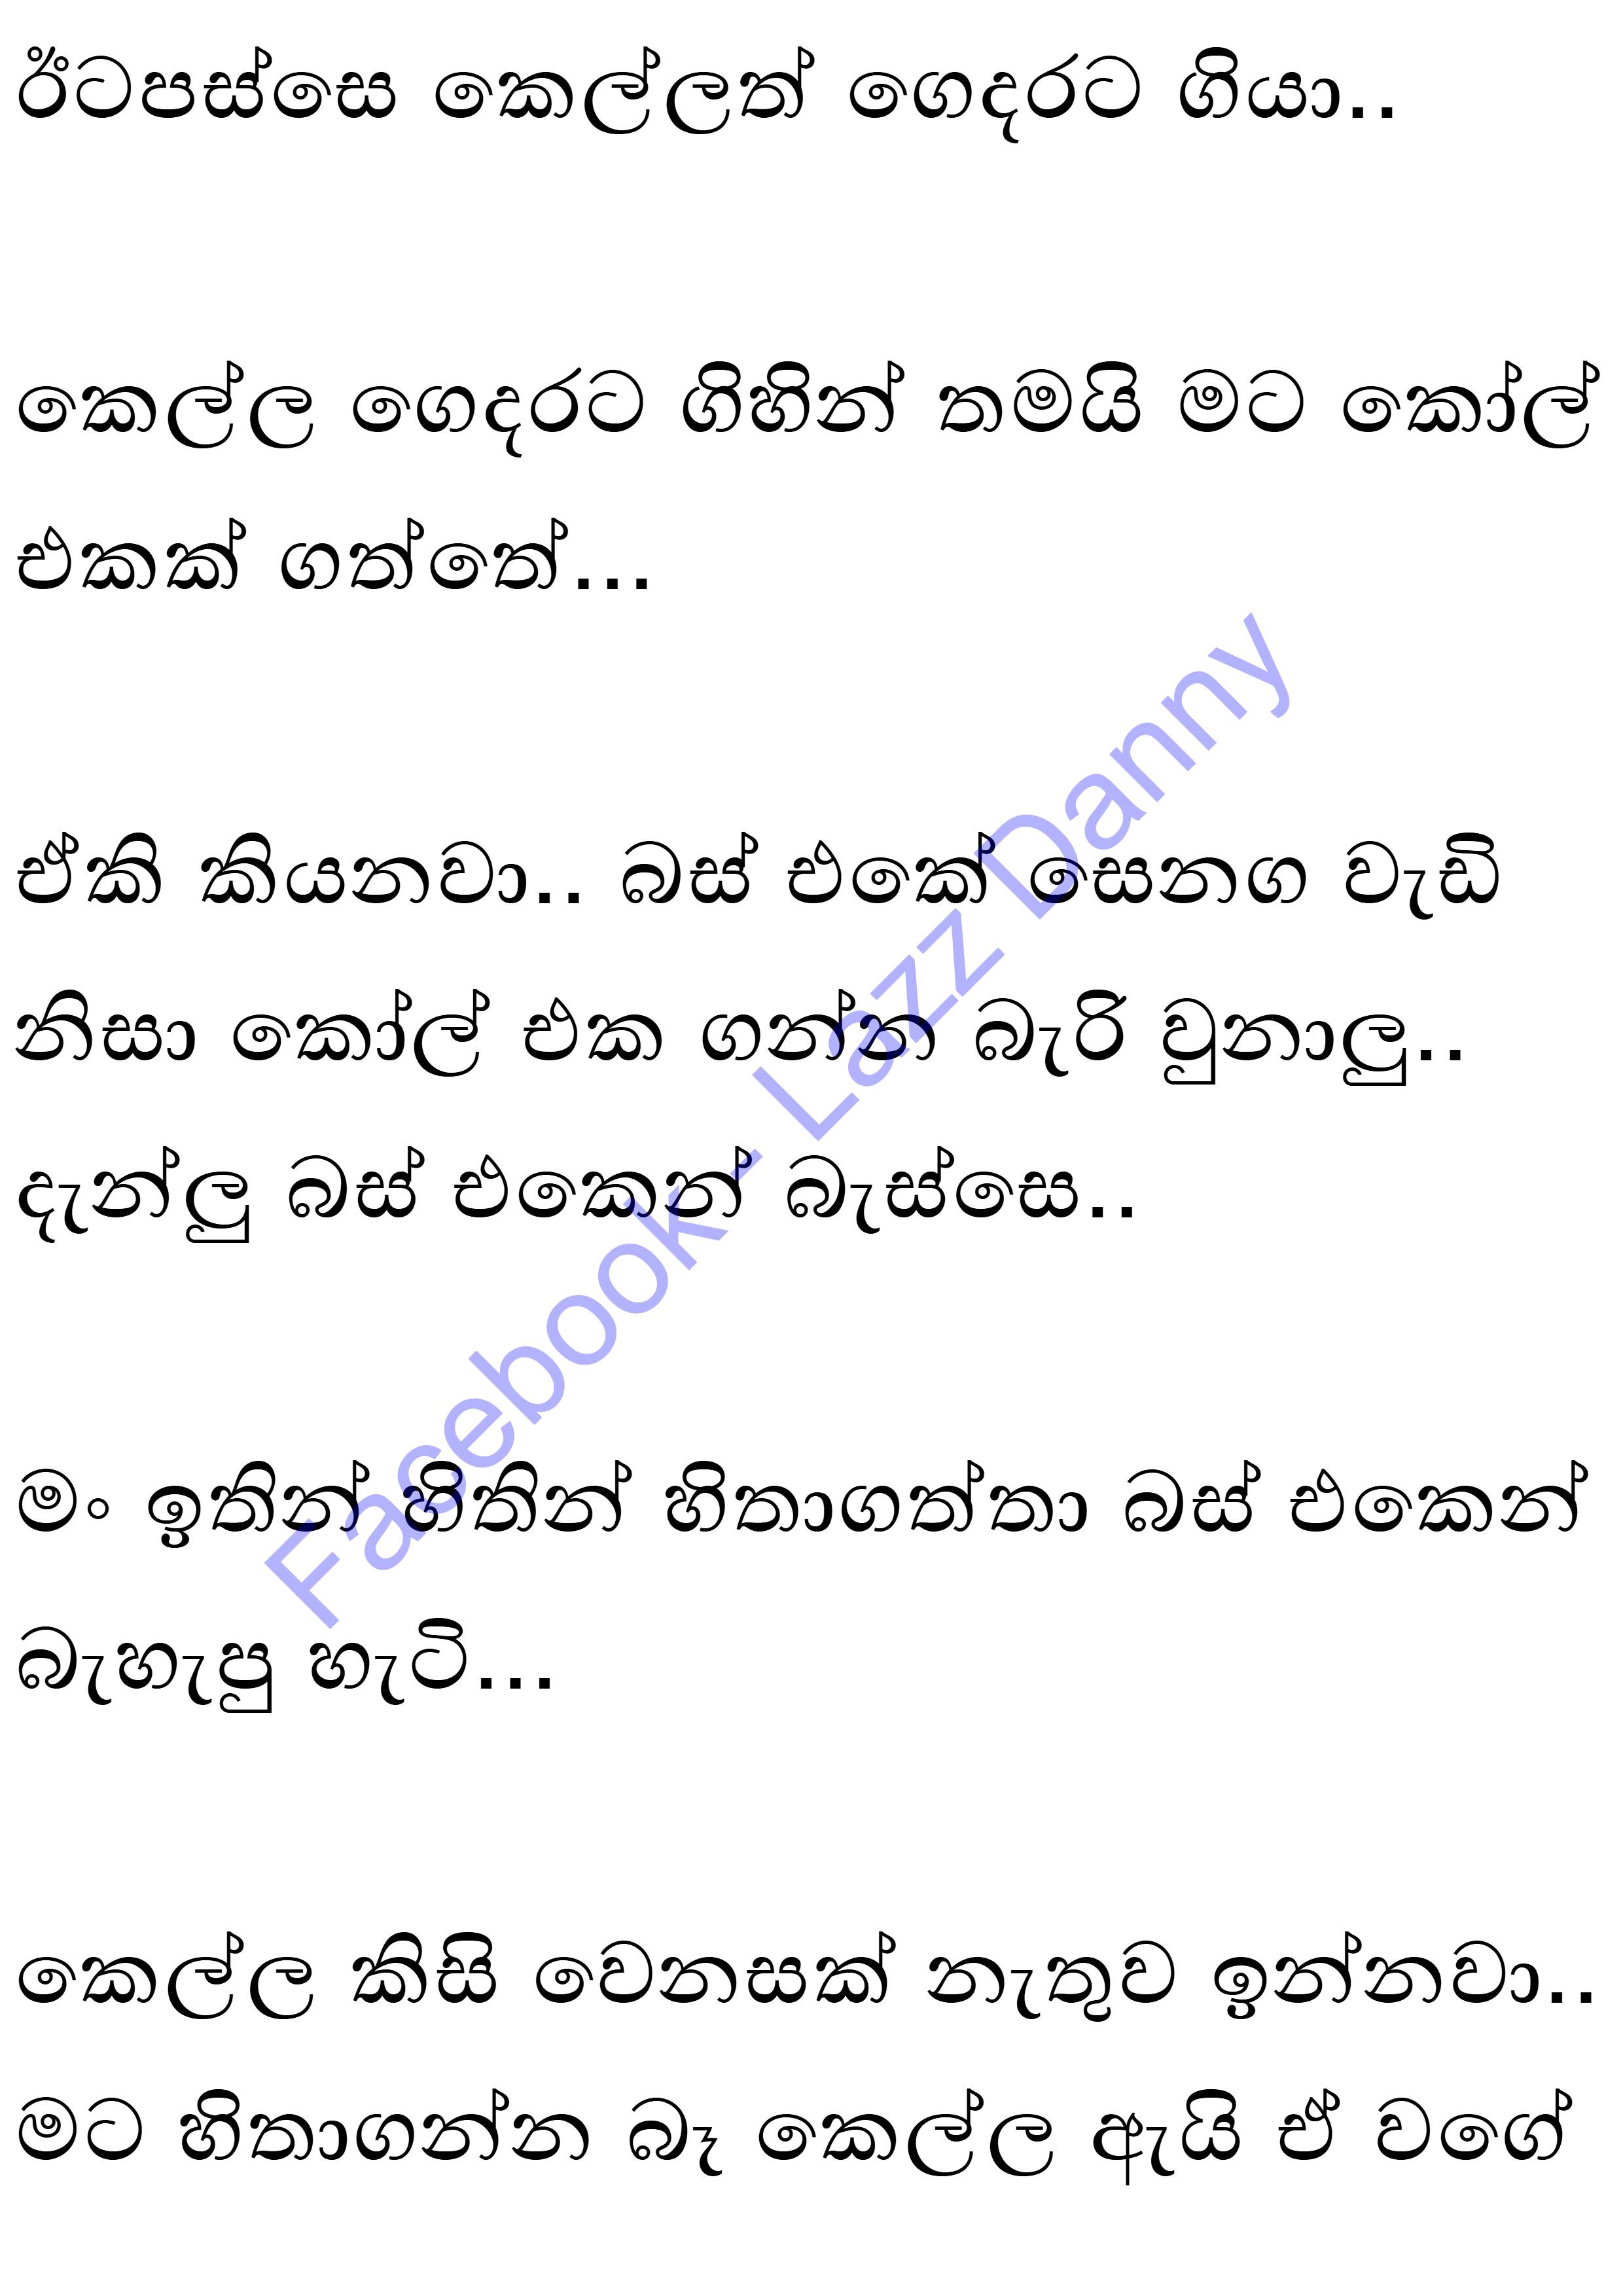 ඊටපස්සෙ කෙල්ලත් ගෙදරට ගියා..
කෙල්ල ගෙදරට ගිහින් තමයි මට කෝල්
එකක් ගත්තේ...
ඒකි කියනවා.. බස් එකේ සෙනග වැඩි
නිසා කෝල් එක ගන්න බැරි වුනාලු..
දැන්ලු බස් එකෙන් බැස්සෙ..
මං ඉතින් හිතින් හිතාගත්තා බස් එකෙන්
බැහැපු හැටි...
කෙල්ල කිසි වෙනසක් නැතුව ඉන්නවා..
මට හිතාගන්න බෑ කෙල්ල ඇයි ඒ වගේ
Facebook- Lazz Danny